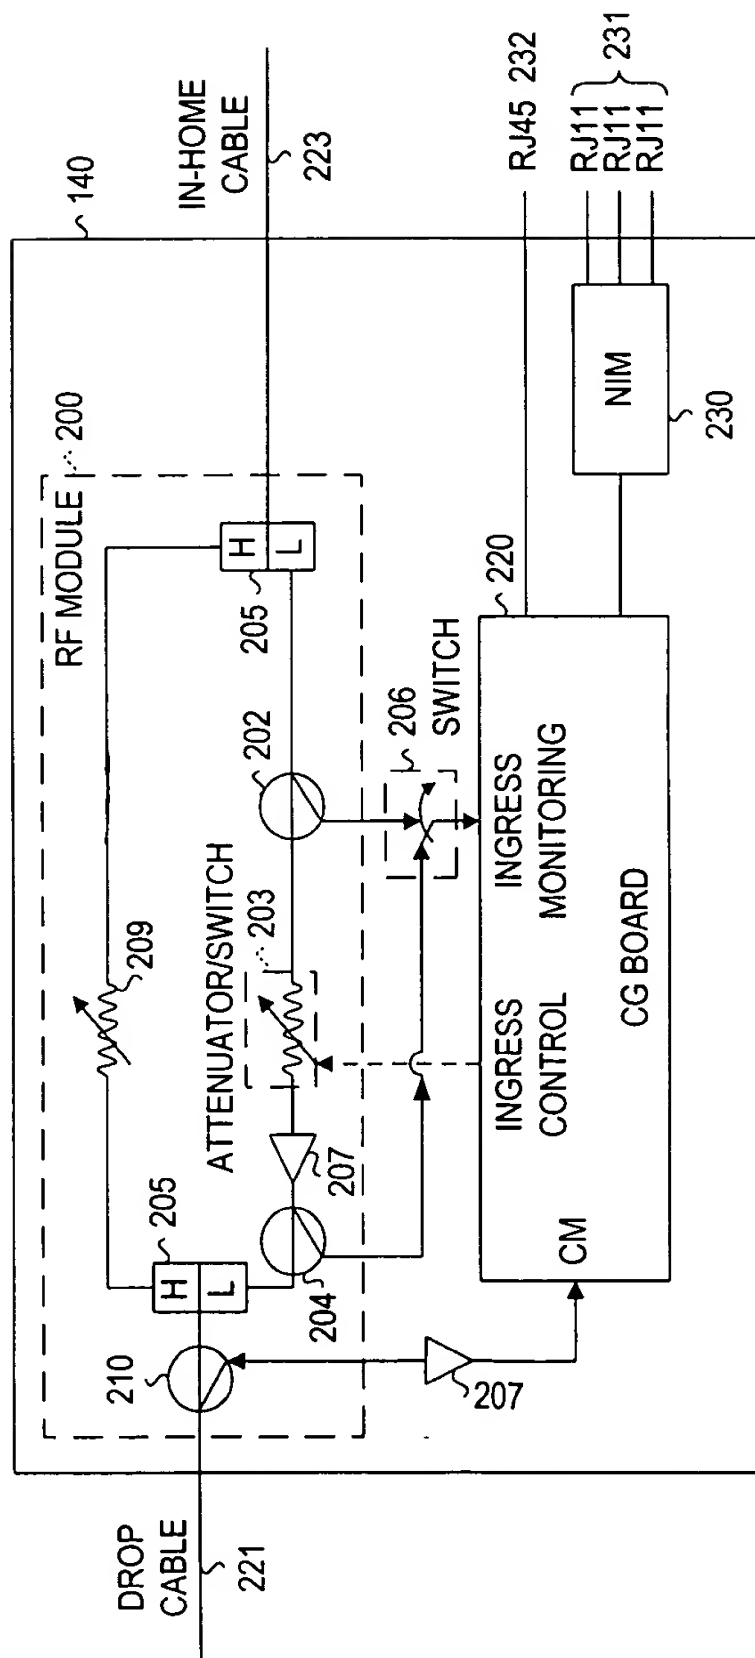 140
IN-HOME
CABLE
223
RJ45 232
RJ11
RJ11
RJ11
231
RF MODULE
200
H
L
205
202
209
ATTENUATOR/SWITCH
203
206
SWITCH
NIM
230
220
INGRESS
MONITORING
INGRESS
CONTROL
CG BOARD
CM
207
205
H
L
204
210
207
DROP
CABLE
221